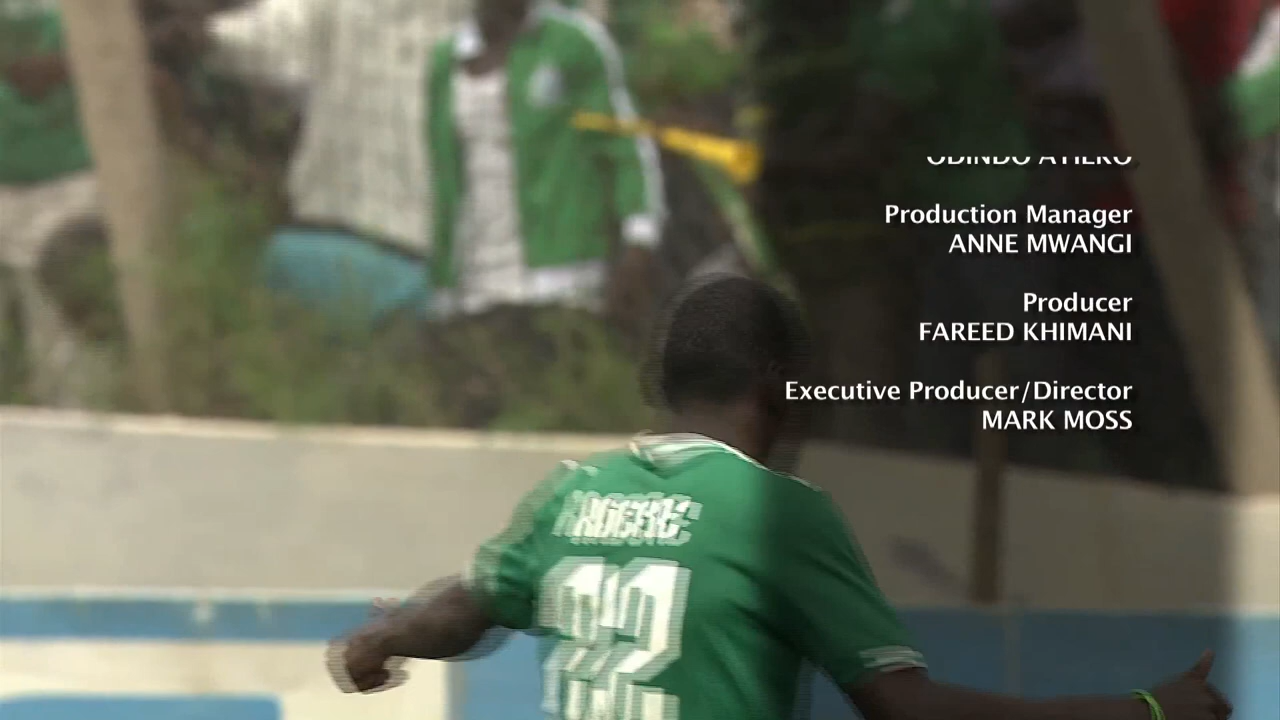 Production Manager
ANNE MWANGI
Producer
FAREED KHIMANI
Executive Producer/Director
MARK MOSS